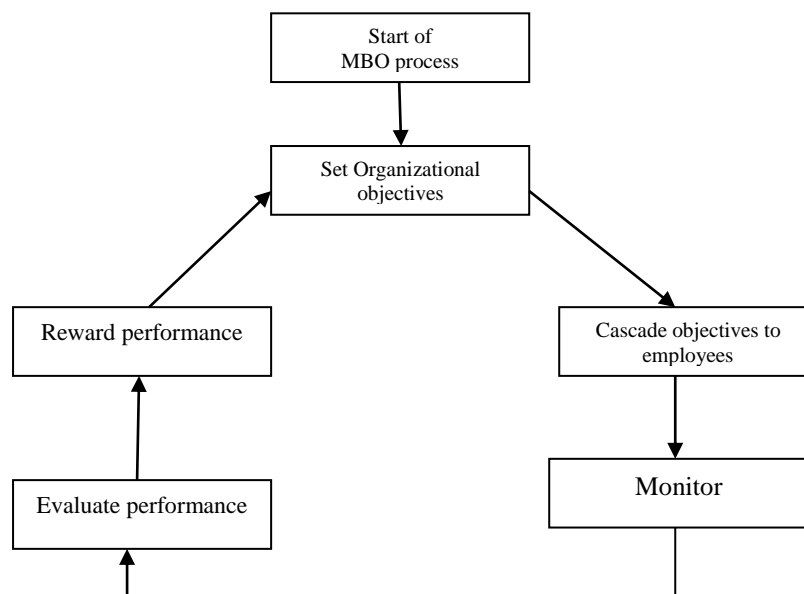 Start of
MBO process
Set Organizational
objectives
Reward performance
Cascade objectives to
employees
Evaluate performance
Monitor